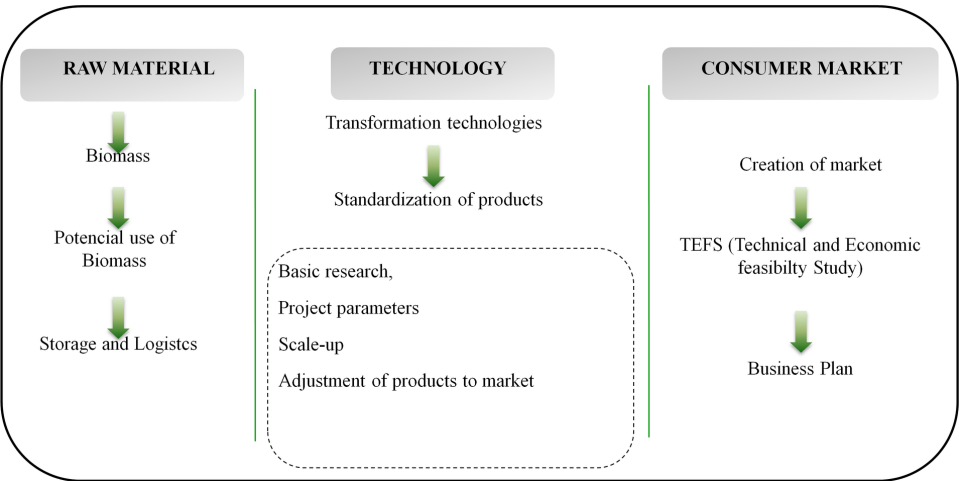 RAW MATERIAL
Biomass
Potencial use of
Biomass
Storage and Logistcs
TECHNOLOGY
Transformation technologies
Standardization of products
Basic research,
Project parameters
Scale-up
Adjustment of products to market
CONSUMER MARKET
Creation of market
TEFS (Technical and Economic
feasibilty Study)
Business Plan